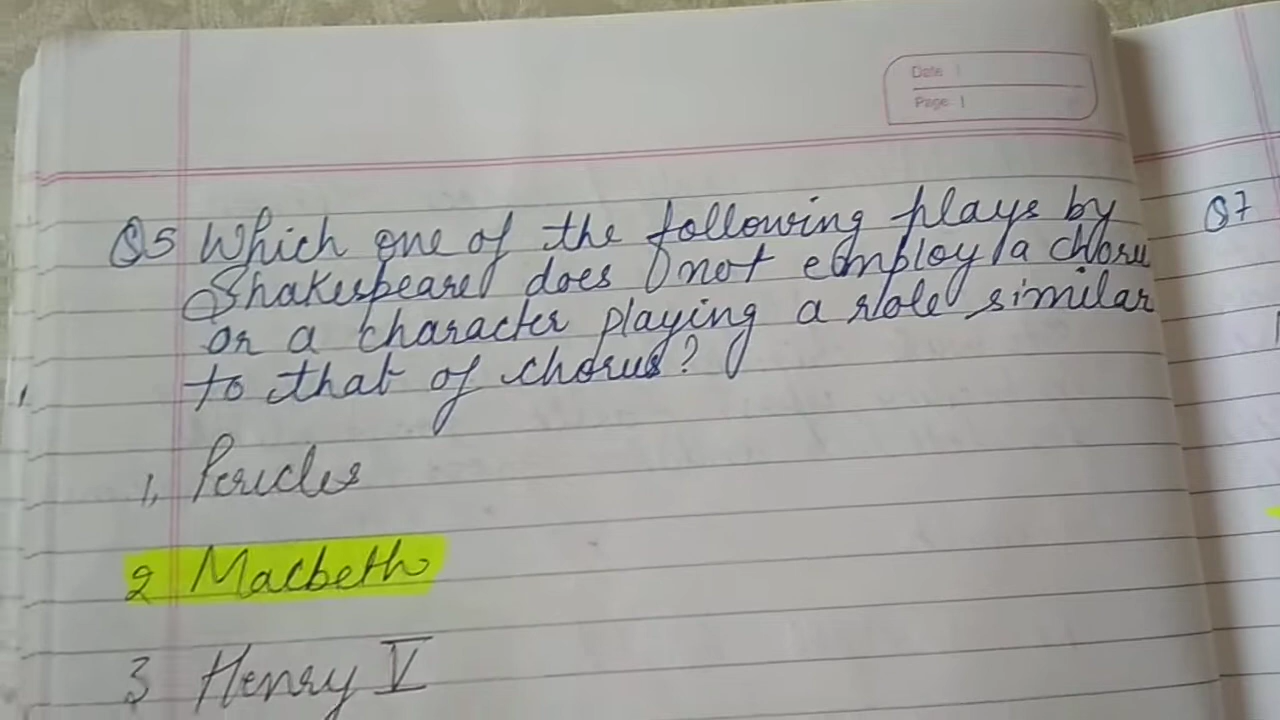 Date
Page
Q5 Which one of the following plays by
Shakespeare does not employ a choru
or a character playing a role similar
to that of chorus?
1, Pericles
2 Macbeth
3 Henry V
Q7